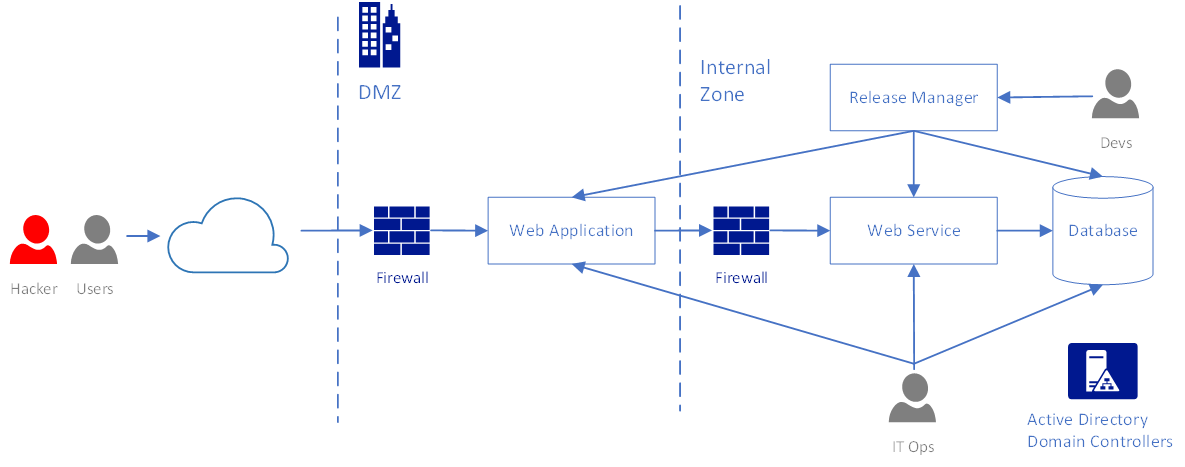 DMZ
Internal
Zone
Release Manager
Devs
Hacker
Users
Firewall
Web Application
Firewall
Web Service
Database
IT Ops
Active Directory
Domain Controllers